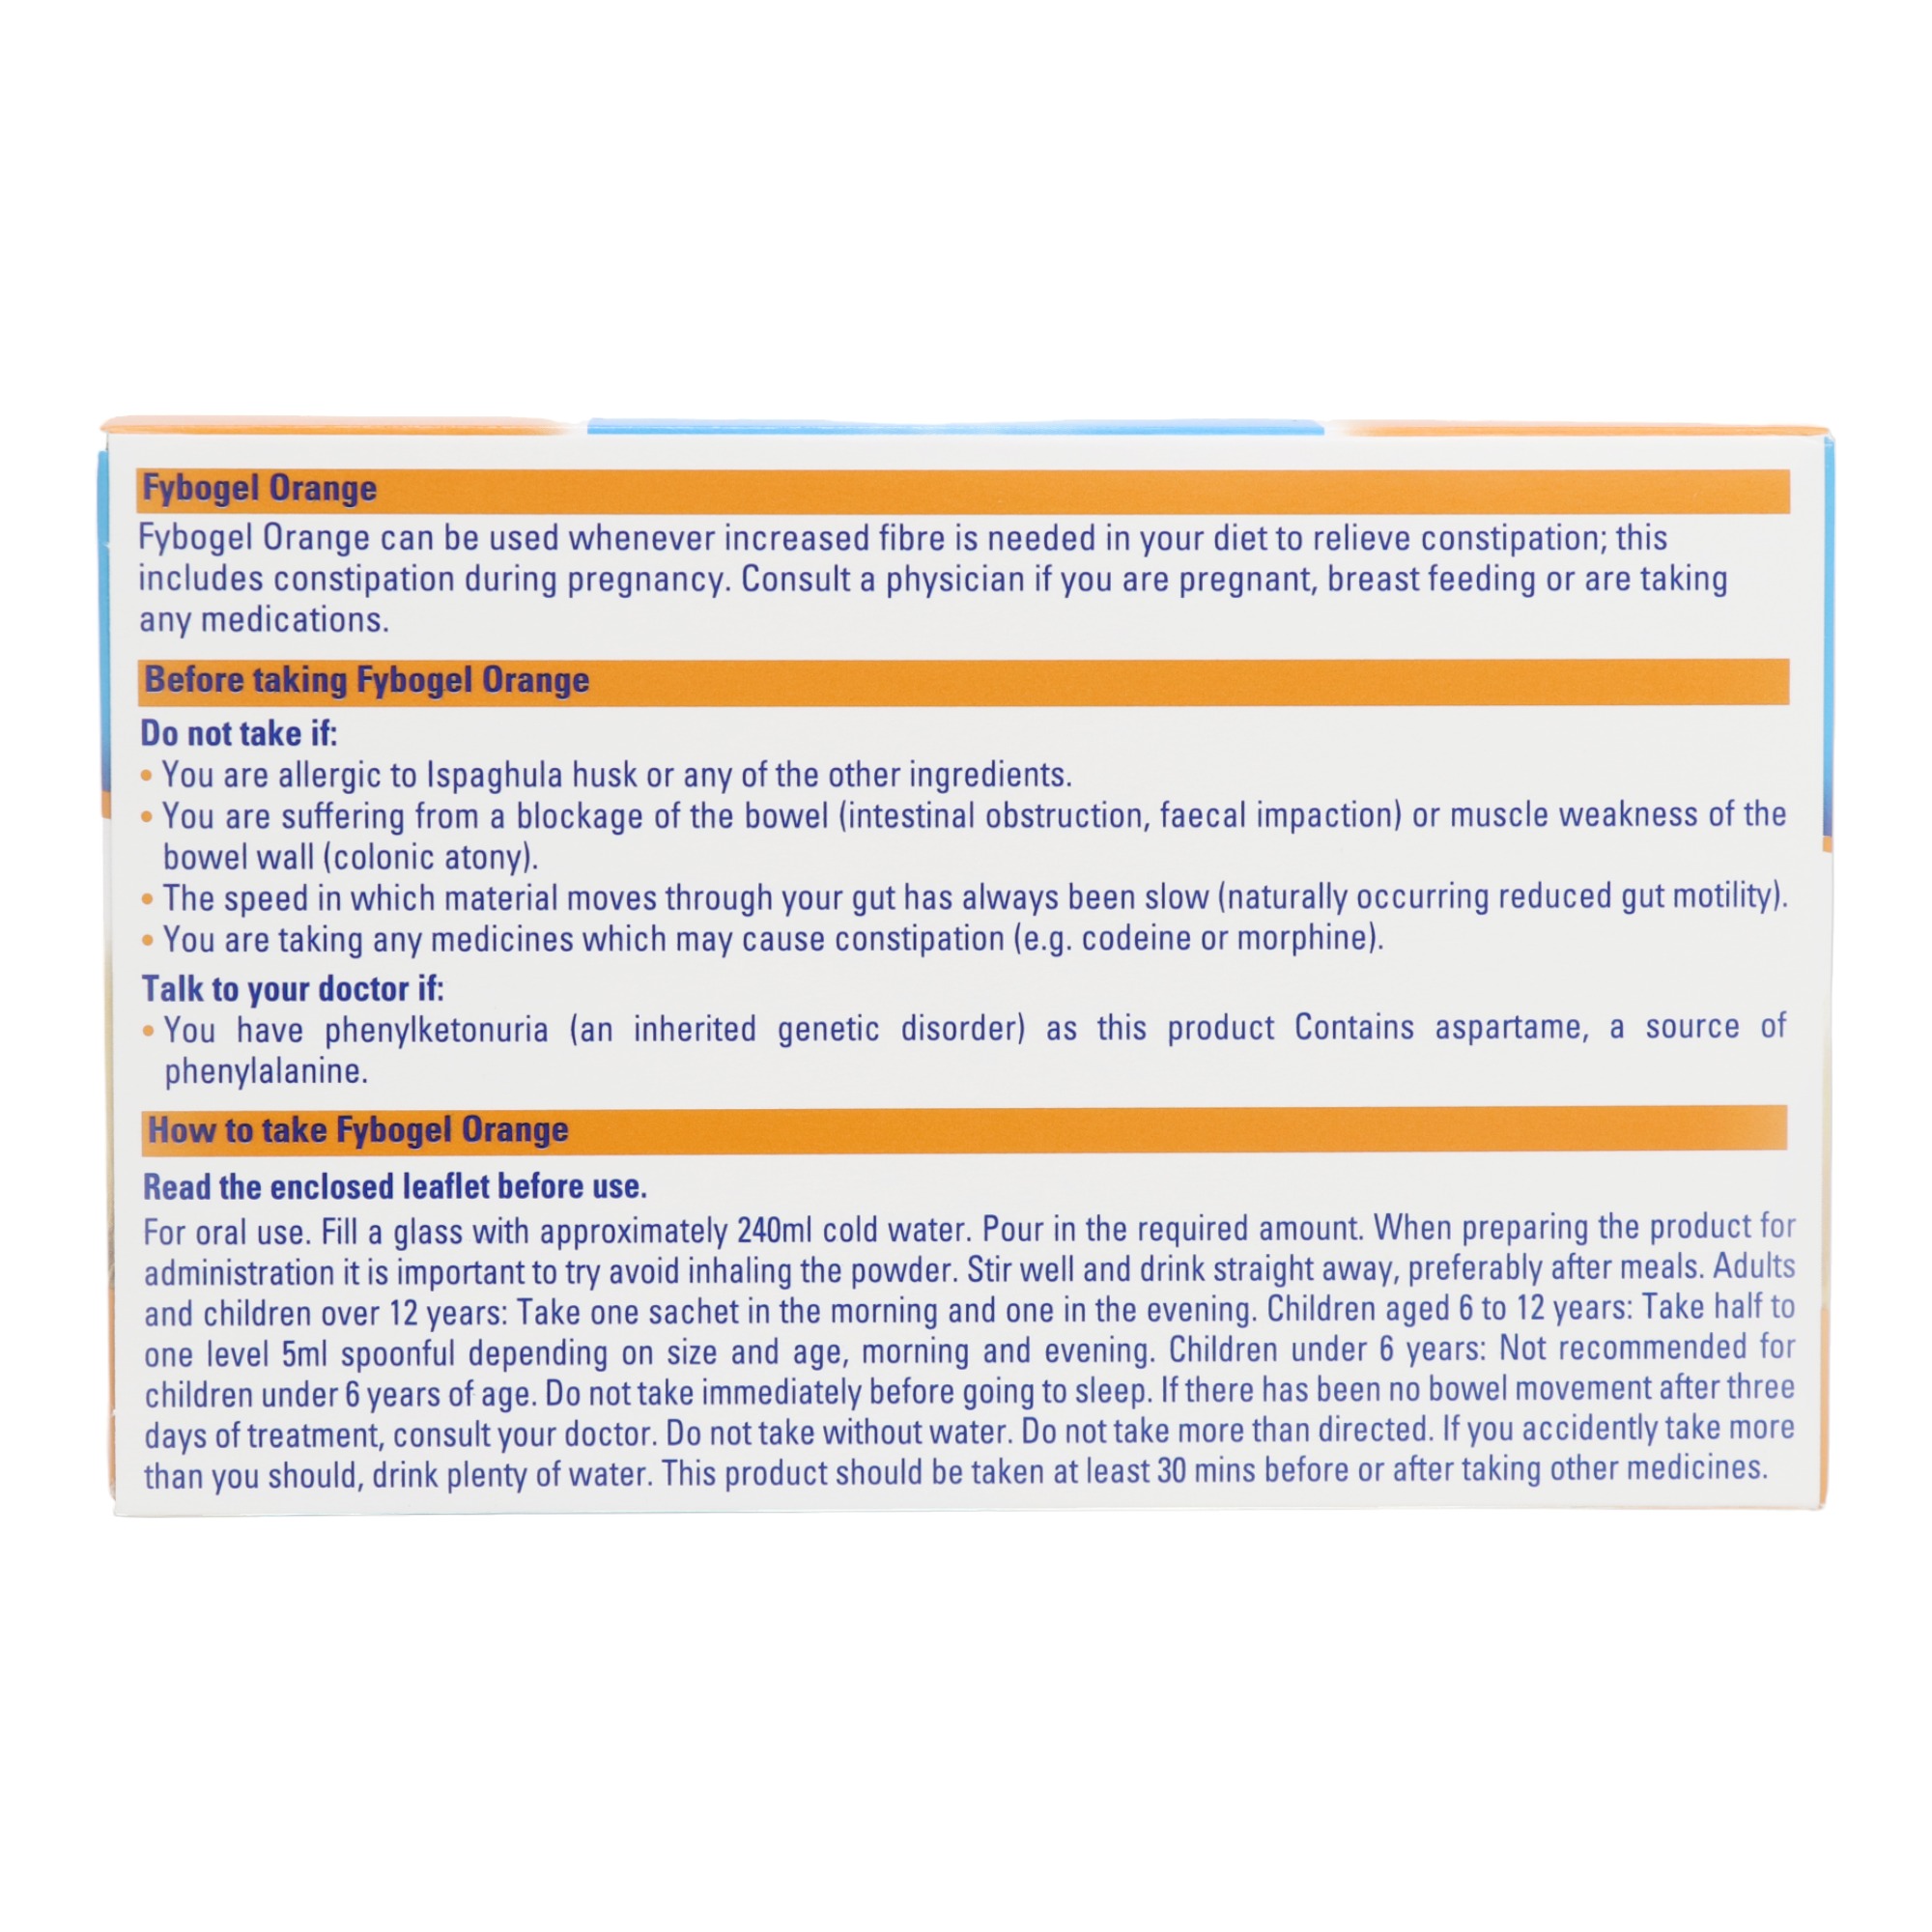 Fybogel Orange
Fybogel Orange can be used whenever increased fibre is needed in your diet to relieve constipation; this
includes constipation during pregnancy. Consult a physician if you are pregnant, breast feeding or are taking
any medications.
Before taking Fybogel Orange
Do not take if:
• You are allergic to Ispaghula husk or any of the other ingredients.
• You are suffering from a blockage of the bowel (intestinal obstruction, faecal impaction) or muscle weakness of the
bowel wall (colonic atony).
• The speed in which material moves through your gut has always been slow (naturally occurring reduced gut motility).
• You are taking any medicines which may cause constipation (e.g. codeine or morphine).
Talk to your doctor if:
• You have phenylketonuria (an inherited genetic disorder) as this product Contains aspartame, a source of
phenylalanine.
How to take Fybogel Orange
Read the enclosed leaflet before use.
For oral use. Fill a glass with approximately 240ml cold water. Pour in the required amount. When preparing the product for
administration it is important to try avoid inhaling the powder. Stir well and drink straight away, preferably after meals. Adults
and children over 12 years: Take one sachet in the morning and one in the evening. Children aged 6 to 12 years: Take half to
one level 5ml spoonful depending on size and age, morning and evening. Children under 6 years: Not recommended for
children under 6 years of age. Do not take immediately before going to sleep. If there has been no bowel movement after three
days of treatment, consult your doctor. Do not take without water. Do not take more than directed. If you accidently take more
than you should, drink plenty of water. This product should be taken at least 30 mins before or after taking other medicines.